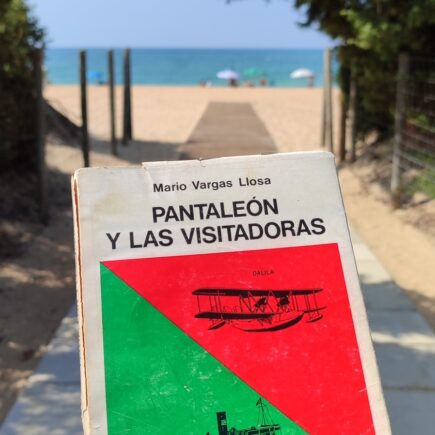 Mario Vargas Llosa
PANTALEÓN
Y LAS VISITADORAS
DALILA